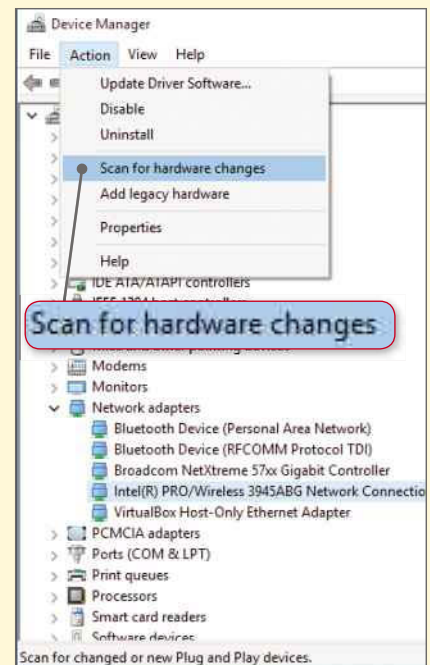 Device Manager
File Action View Help
Update Driver Software...
Disable
Uninstall
Scan for hardware changes
Add legacy hardware
Properties
Help
IDE ATA/ATAPI controllers
IEEE 1394 host controllers
Scan for hardware changes
Modems
Monitors
Network adapters
Bluetooth Device (Personal Area Network)
Bluetooth Device (RFCOMM Protocol TDI)
Broadcom NetXtreme 57xx Gigabit Controller
Intel(R) PRO/Wireless 3945ABG Network Connectio
VirtualBox Host-Only Ethernet Adapter
PCMCIA adapters
Ports (COM & LPT)
Print queues
Processors
Smart card readers
Software devices
Scan for changed or new Plug and Play devices.